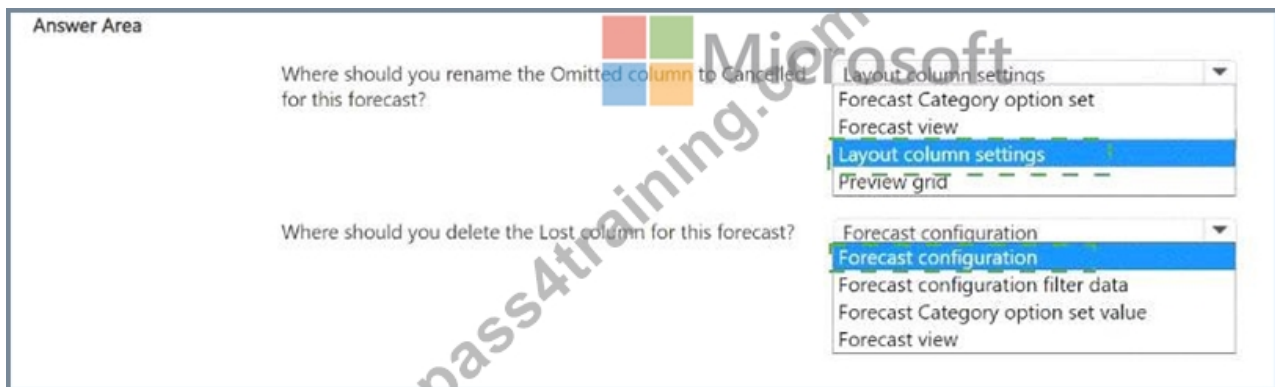 Answer Area
Microsoft
Where should you rename the Omitted column to Cancelled
for this forecast?
Layout column settings
Forecast Category option set
Forecast view
Layout column settings
Preview grid
Where should you delete the Lost column for this forecast?
Forecast configuration
Forecast configuration
Forecast configuration filter data
Forecast Category option set value
Forecast view
pass4training.com